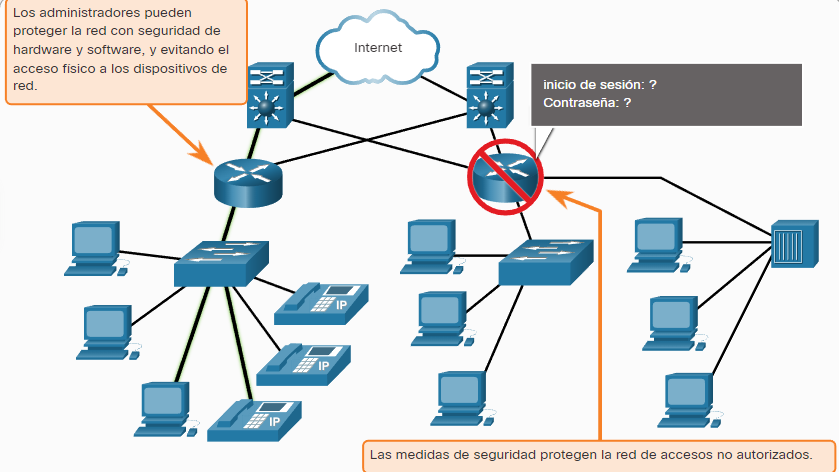 Los administradores pueden
proteger la red con seguridad de
hardware y software, y evitando el
acceso físico a los dispositivos de
red.
Internet
inicio de sesión: ?
Contraseña: ?
IP
IP
IP
Las medidas de seguridad protegen la red de accesos no autorizados.